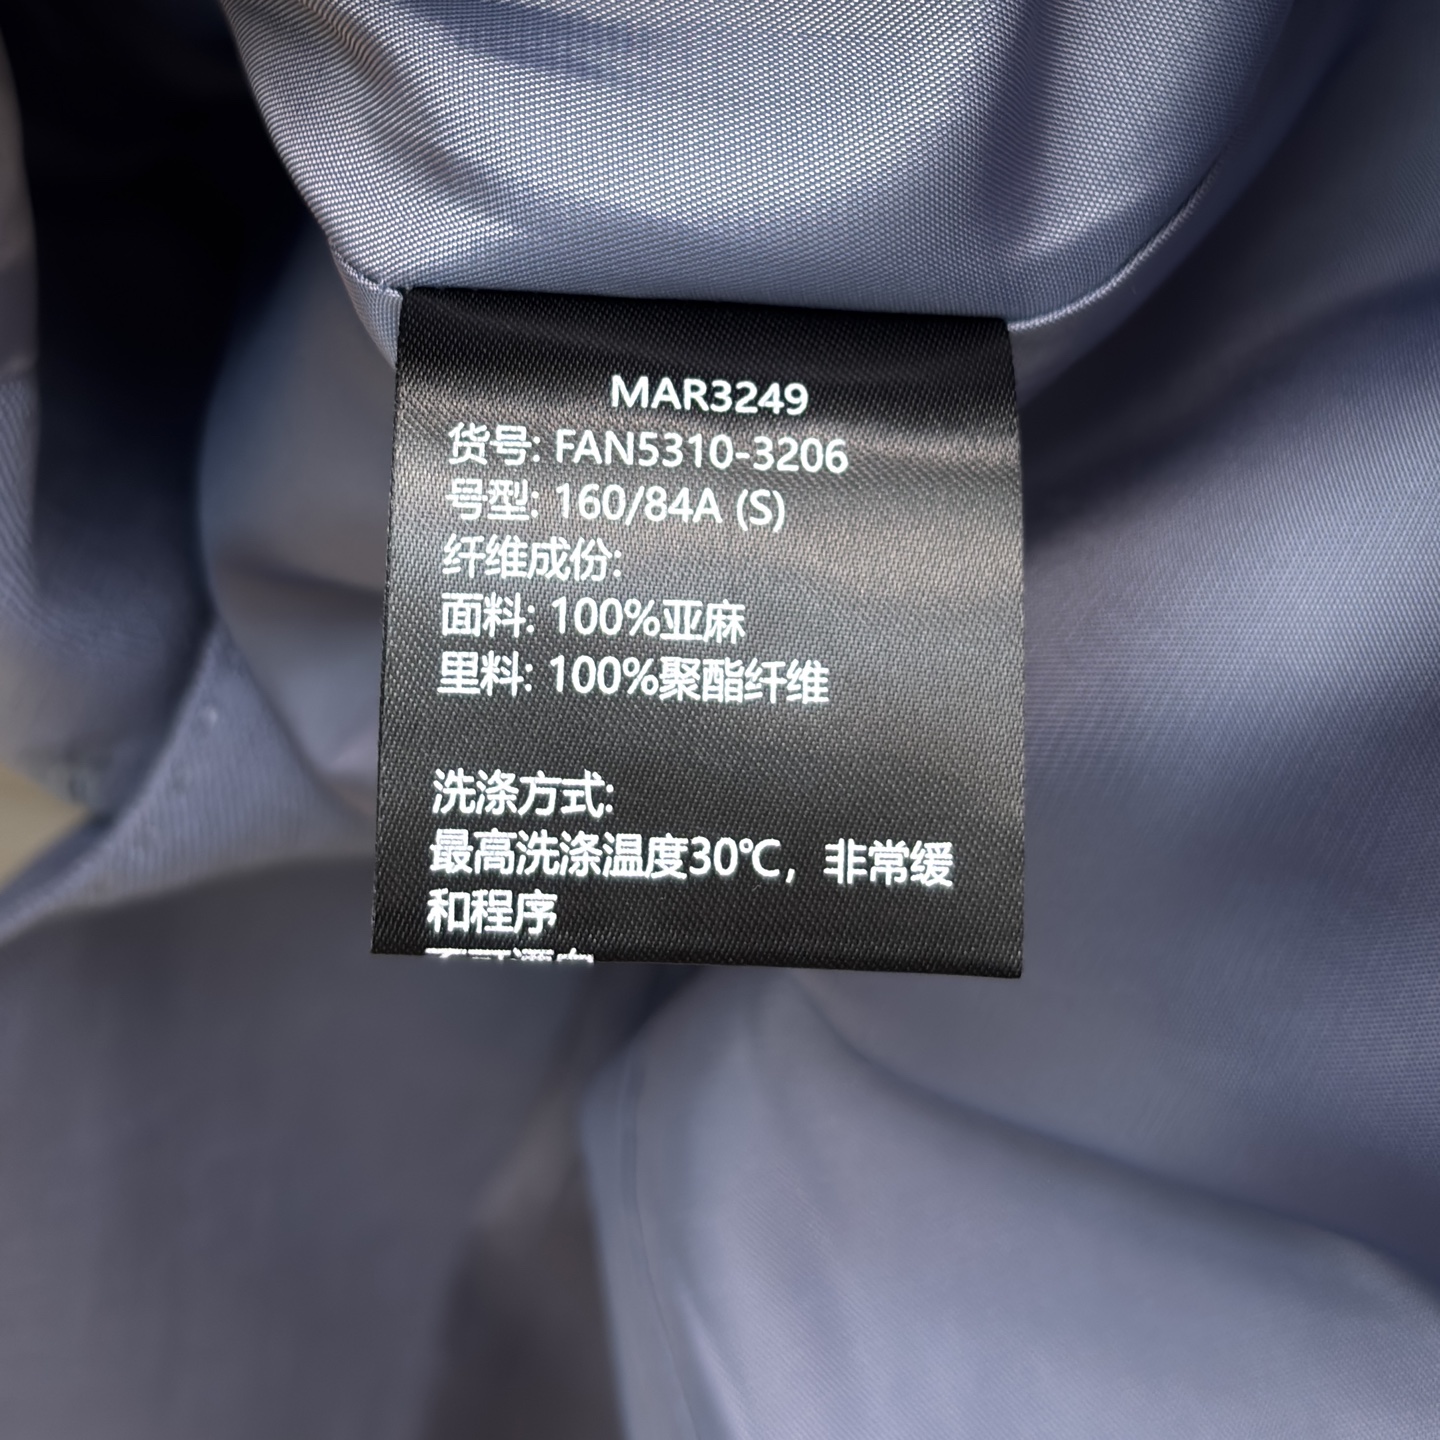 MAR3249
货号: FAN5310-3206
号型: 160/84A (S)
纤维成份:
面料: 100%亚麻
里料: 100%聚酯纤维
洗涤方式:
最高洗涤温度30℃，非常缓
和程序